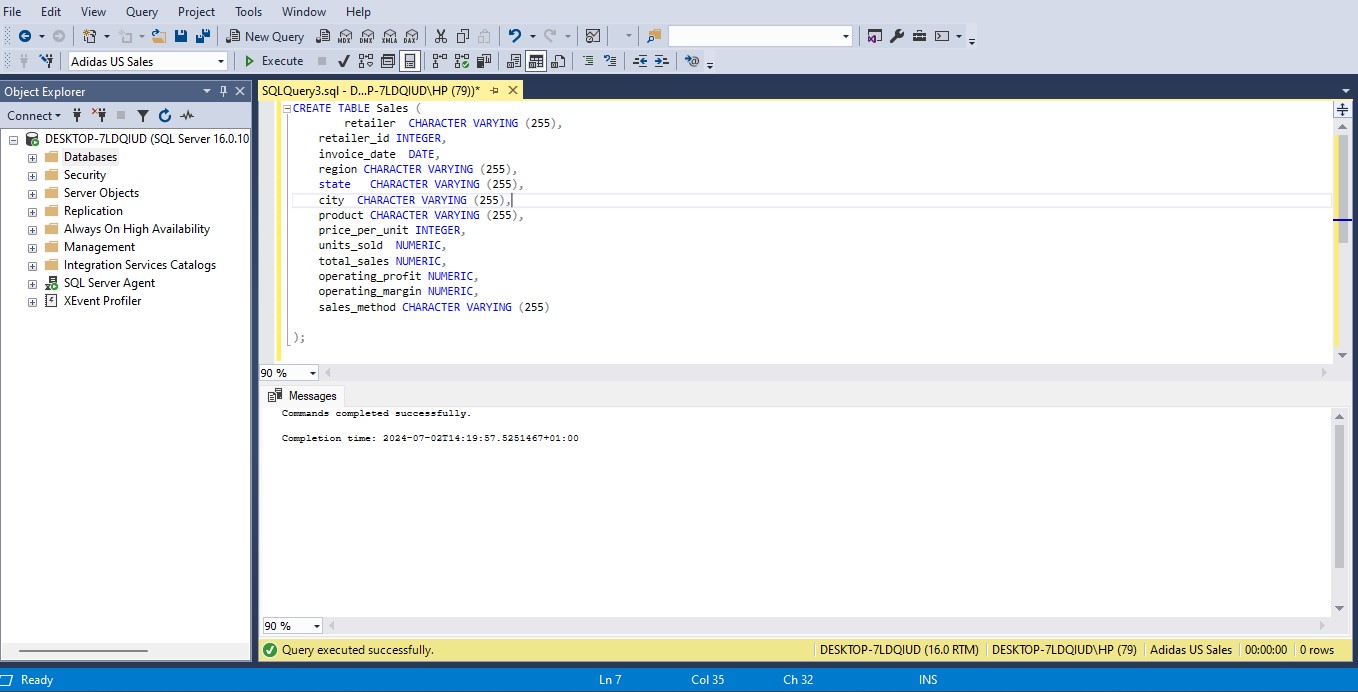 File Edit View Query Project Tools Window Help
New Query MDX DMX XMLA DAX
Adidas US Sales Execute
Object Explorer
Connect
DESKTOP-7LDQIUD (SQL Server 16.0.10
Databases
Security
Server Objects
Replication
Always On High Availability
Management
Integration Services Catalogs
SQL Server Agent
XEvent Profiler
SQLQuery3.sql - D...P-7LDQIUD\HP (79))*
CREATE TABLE Sales (
retailer CHARACTER VARYING (255),
retailer_id INTEGER,
invoice_date DATE,
region CHARACTER VARYING (255),
state CHARACTER VARYING (255),
city CHARACTER VARYING (255),
product CHARACTER VARYING (255),
price_per_unit INTEGER,
units_sold NUMERIC,
total_sales NUMERIC,
operating_profit NUMERIC,
operating_margin NUMERIC,
sales_method CHARACTER VARYING (255)
);
90 %
Messages
Commands completed successfully.
Completion time: 2024-07-02T14:19:57.5251467+01:00
90 %
Query executed successfully. DESKTOP-7LDQIUD (16.0 RTM) DESKTOP-7LDQIUD\HP (79) Adidas US Sales 00:00:00 0 rows
Ready Ln 7 Col 35 Ch 32 INS